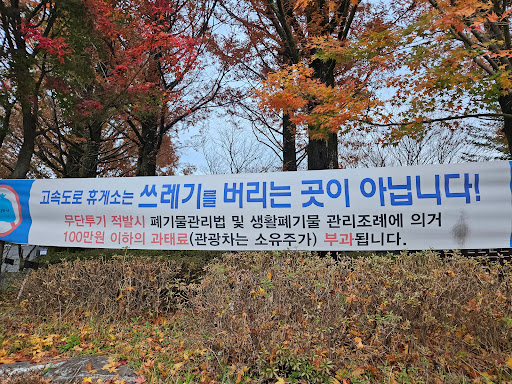 고속도로 휴게소는 쓰레기를 버리는 곳이 아닙니다!
무단투기 적발시 폐기물관리법 및 생활폐기물 관리조례에 의거
100만원 이하의 과태료(관광차는 소유주가) 부과됩니다.